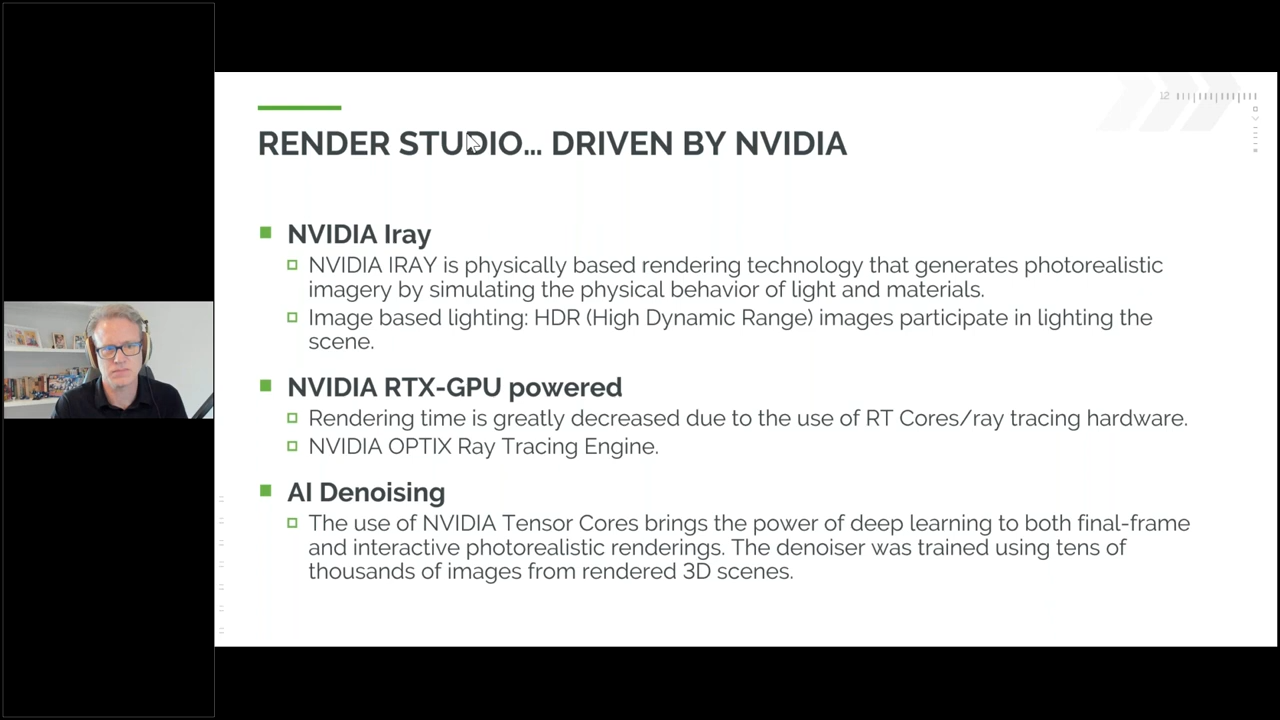 12
RENDER STUDIO... DRIVEN BY NVIDIA
NVIDIA Iray
NVIDIA IRAY is physically based rendering technology that generates photorealistic
imagery by simulating the physical behavior of light and materials.
Image based lighting: HDR (High Dynamic Range) images participate in lighting the
scene.
NVIDIA RTX-GPU powered
Rendering time is greatly decreased due to the use of RT Cores/ray tracing hardware.
NVIDIA OPTIX Ray Tracing Engine.
AI Denoising
The use of NVIDIA Tensor Cores brings the power of deep learning to both final-frame
and interactive photorealistic renderings. The denoiser was trained using tens of
thousands of images from rendered 3D scenes.